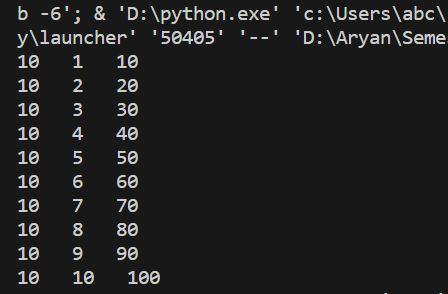 b -6'; & 'D:\python.exe' 'c:\Users\abc\
y\launcher' '50405' '--' 'D:\Aryan\Seme
10   1   10
10   2   20
10   3   30
10   4   40
10   5   50
10   6   60
10   7   70
10   8   80
10   9   90
10   10   100